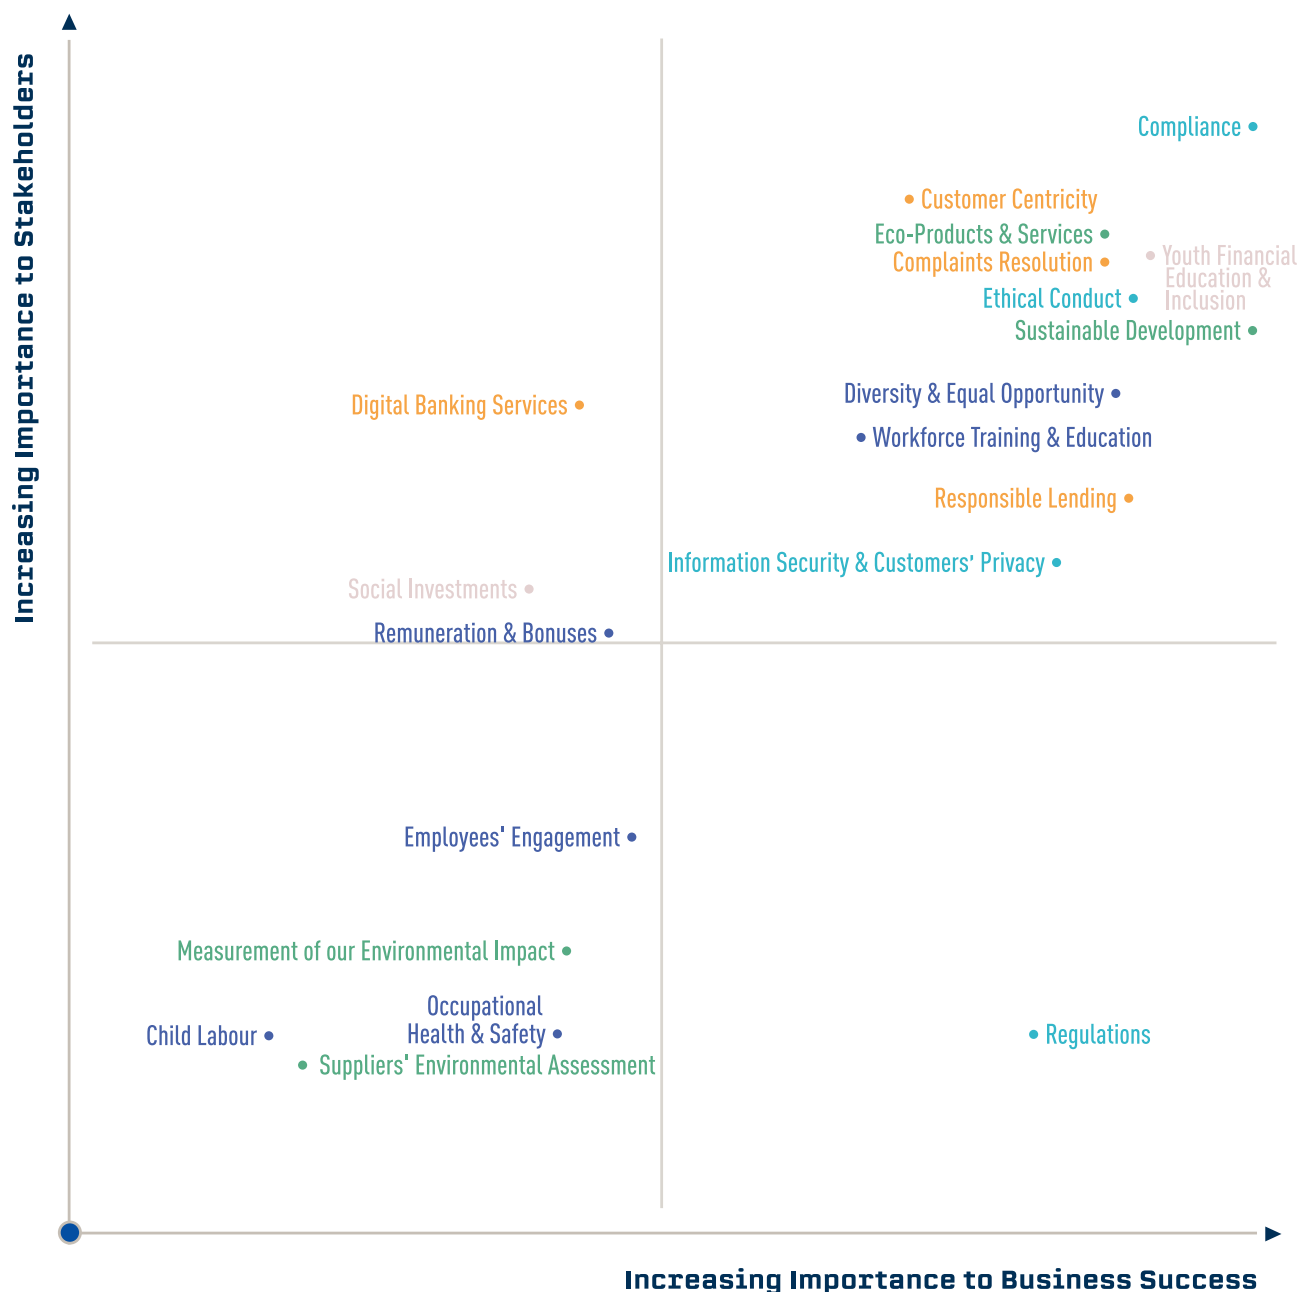 Increasing Importance to Stakeholders
Compliance
Customer Centricity
Eco-Products & Services
Youth Financial
Education &
Inclusion
Complaints Resolution
Ethical Conduct
Sustainable Development
Diversity & Equal Opportunity
Digital Banking Services
Workforce Training & Education
Responsible Lending
Information Security & Customers' Privacy
Social Investments
Remuneration & Bonuses
Employees' Engagement
Measurement of our Environmental Impact
Occupational
Health & Safety
Child Labour
Regulations
Suppliers' Environmental Assessment
Increasing Importance to Business Success